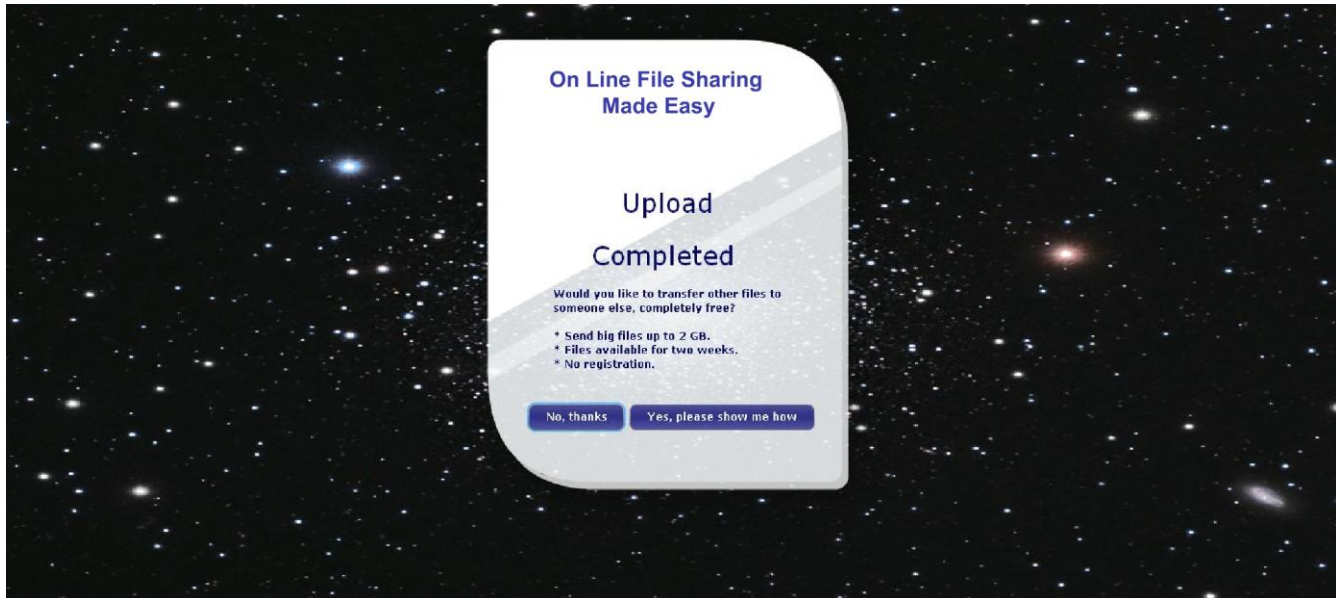 On Line File Sharing
Made Easy
Upload
Completed
Would you like to transfer other files to
someone else, completely free?
* Send big files up to 2 GB.
* Files available for two weeks.
* No registration.
No, thanks
Yes, please show me how